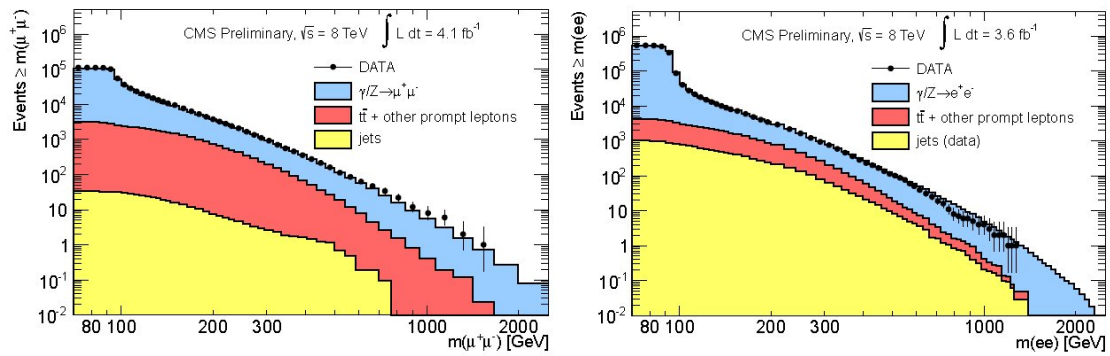 CMS Preliminary, √s = 8 TeV ∫ L dt = 4.1 fb⁻¹
Events ≥ m(μ⁺μ⁻)
DATA
γ/Z→μ⁺μ⁻
tt̄ + other prompt leptons
jets
10⁶
10⁵
10⁴
10³
10²
10
1
10⁻¹
10⁻²
80 100 200 300 1000 2000
m(μ⁺μ⁻) [GeV]
CMS Preliminary, √s = 8 TeV ∫ L dt = 3.6 fb⁻¹
Events ≥ m(ee)
DATA
γ/Z→e⁺e⁻
tt̄ + other prompt leptons
jets (data)
10⁶
10⁵
10⁴
10³
10²
10
1
10⁻¹
10⁻²
80 100 200 300 1000 2000
m(ee) [GeV]